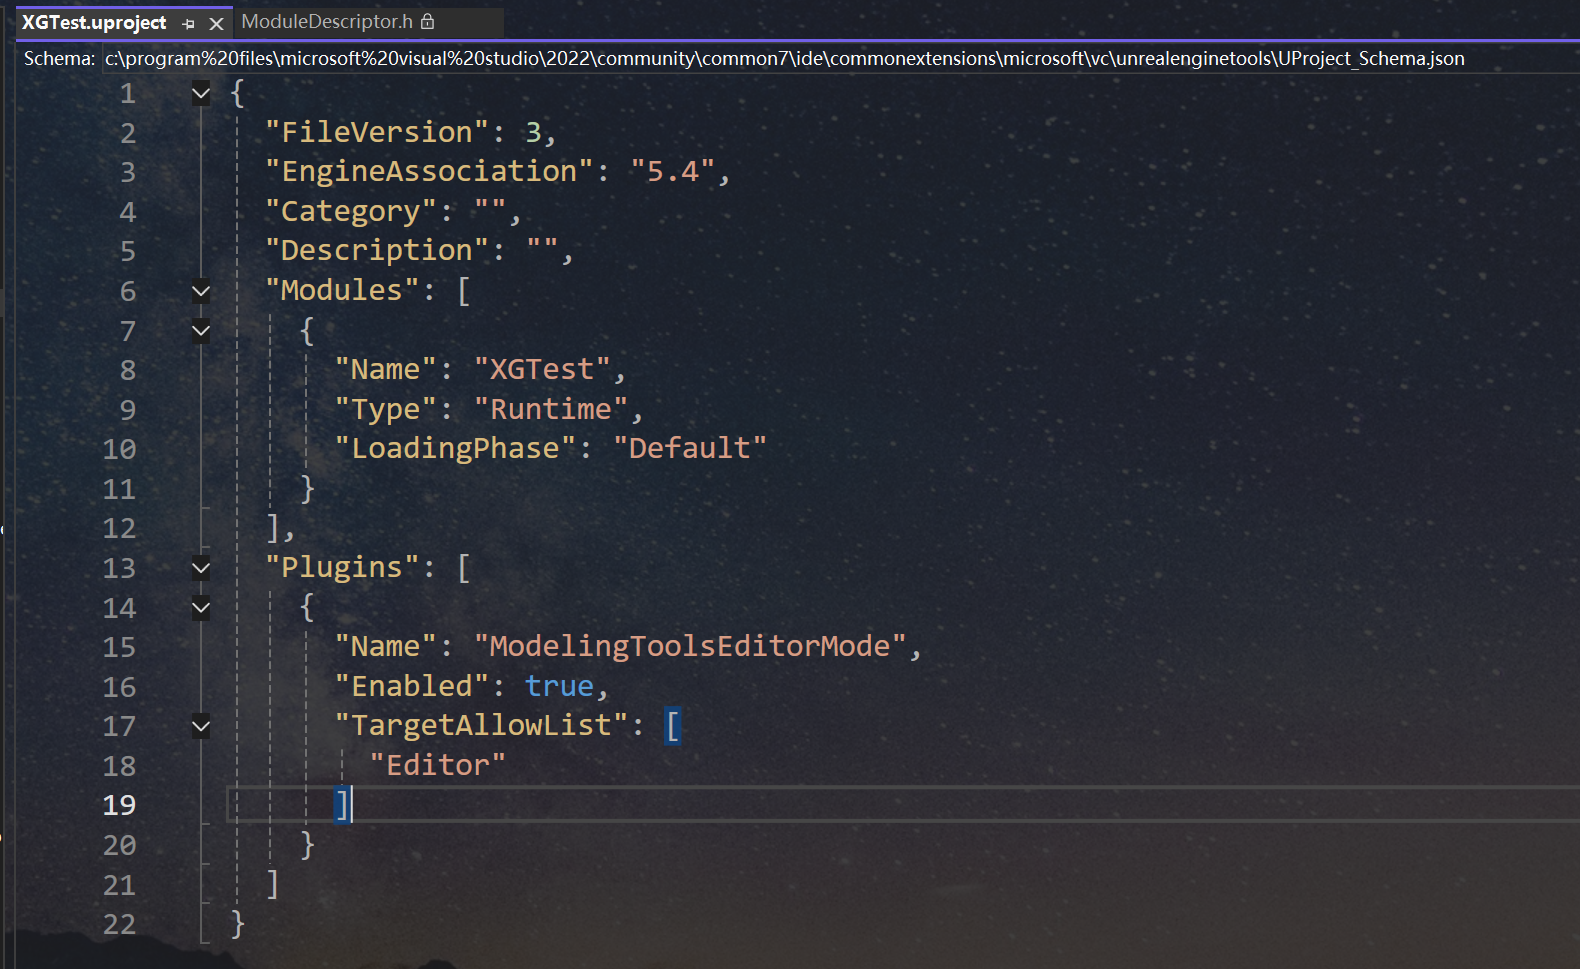 XGTest.uproject
ModuleDescriptor.h
Schema: c:\program%20files\microsoft%20visual%20studio\2022\community\common7\ide\commonextensions\microsoft\vc\unrealenginetools\UProject_Schema.json
1 {
2 "FileVersion": 3,
3 "EngineAssociation": "5.4",
4 "Category": "",
5 "Description": "",
6 "Modules": [
7 {
8 "Name": "XGTest",
9 "Type": "Runtime",
10 "LoadingPhase": "Default"
11 }
12 ],
13 "Plugins": [
14 {
15 "Name": "ModelingToolsEditorMode",
16 "Enabled": true,
17 "TargetAllowList": [
18 "Editor"
19 ]
20 }
21 ]
22 }